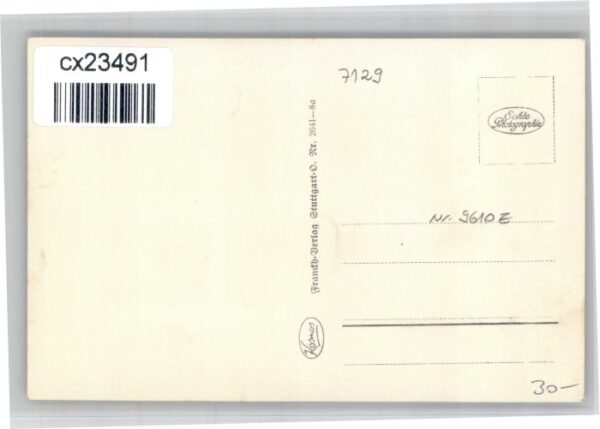 cx23491
7129
Echte
Photographie
Franckh-Verlag Stuttgart-O. Nr. 2641—8a
Nr. 9610 E
Kosmos
30-